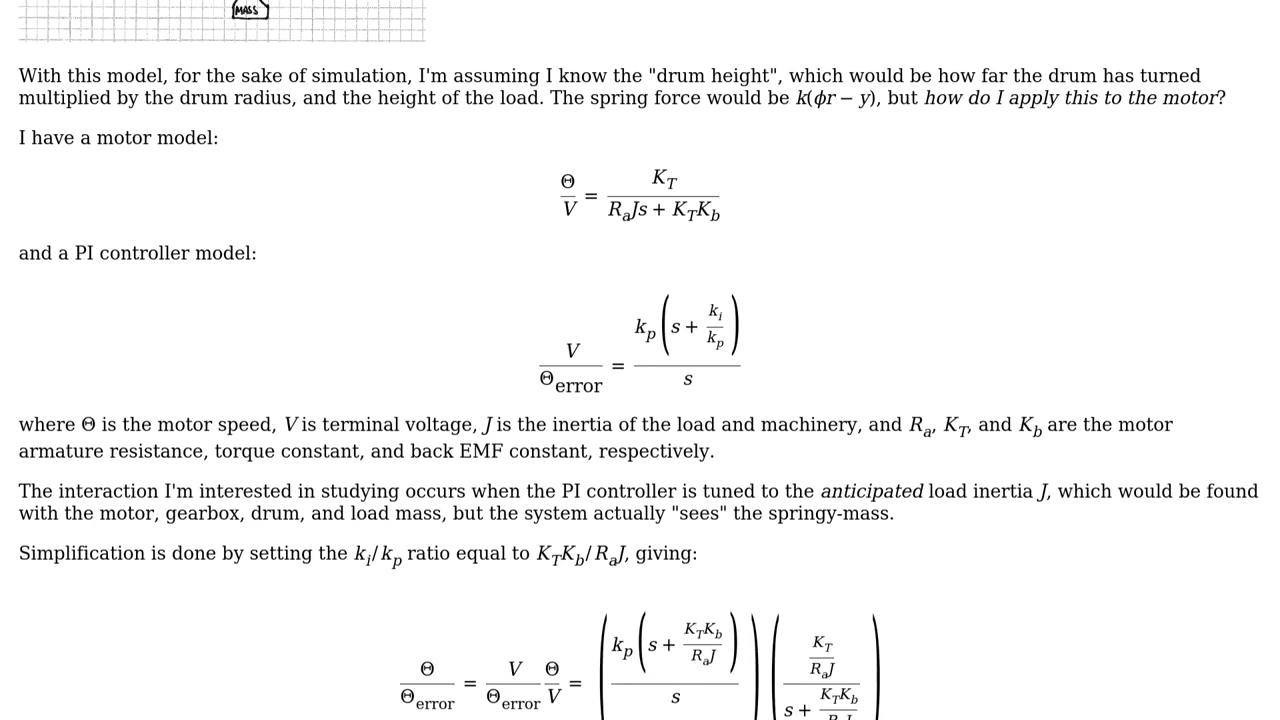 MASS
With this model, for the sake of simulation, I'm assuming I know the "drum height", which would be how far the drum has turned
multiplied by the drum radius, and the height of the load. The spring force would be k(ϕr − y), but how do I apply this to the motor?
I have a motor model:
Θ/V = K_T/(R_aJs + K_TK_b)
and a PI controller model:
V/Θ_error = k_p(s + k_i/k_p)/s
where Θ is the motor speed, V is terminal voltage, J is the inertia of the load and machinery, and R_a, K_T, and K_b are the motor
armature resistance, torque constant, and back EMF constant, respectively.
The interaction I'm interested in studying occurs when the PI controller is tuned to the anticipated load inertia J, which would be found
with the motor, gearbox, drum, and load mass, but the system actually "sees" the springy-mass.
Simplification is done by setting the k_i/k_p ratio equal to K_TK_b/R_aJ, giving:
Θ/Θ_error = V/Θ_error Θ/V = (k_p(s + K_TK_b/R_aJ)/s) ((K_T/R_aJ)/(s + K_TK_b/R_aJ))